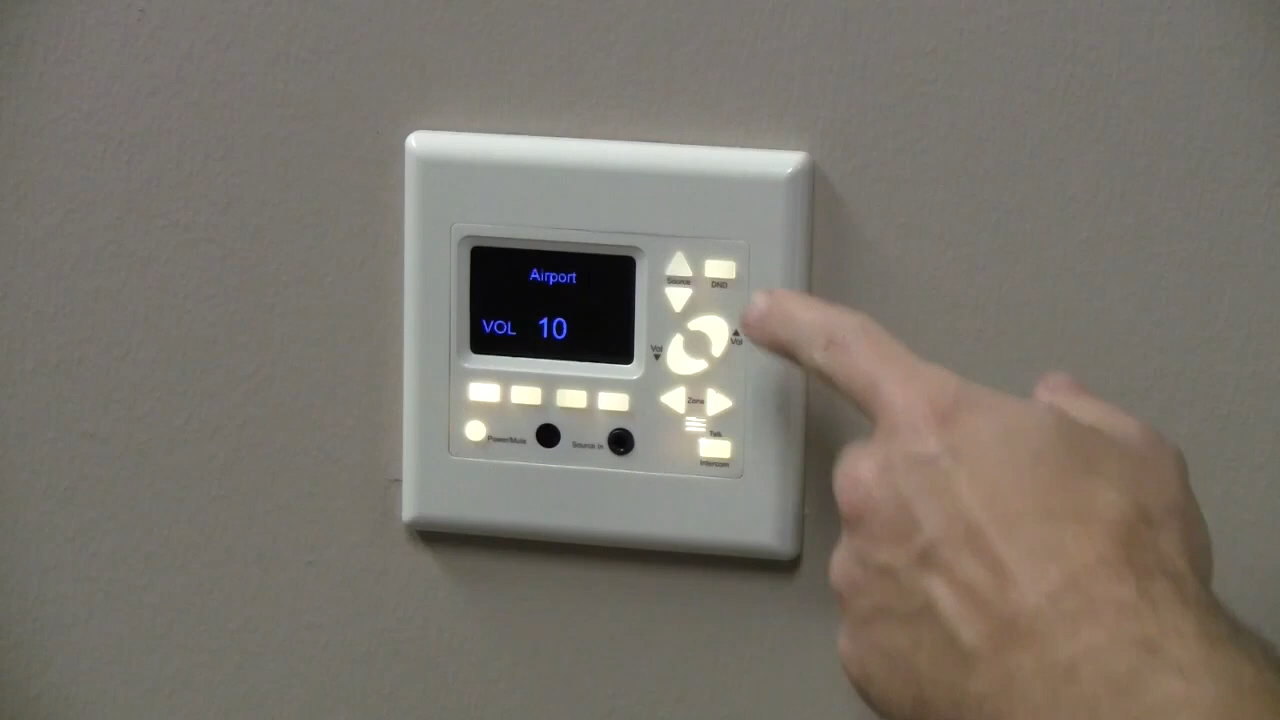 Airport
VOL 10
Source
DND
Vol
Vol
Zone
Power/Mute
Source In
Talk
Intercom